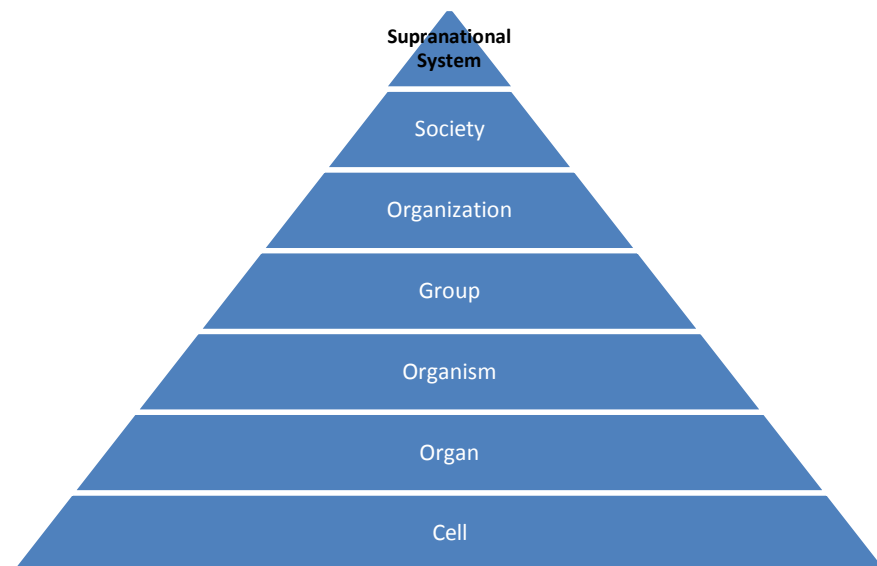 Supranational
System
Society
Organization
Group
Organism
Organ
Cell